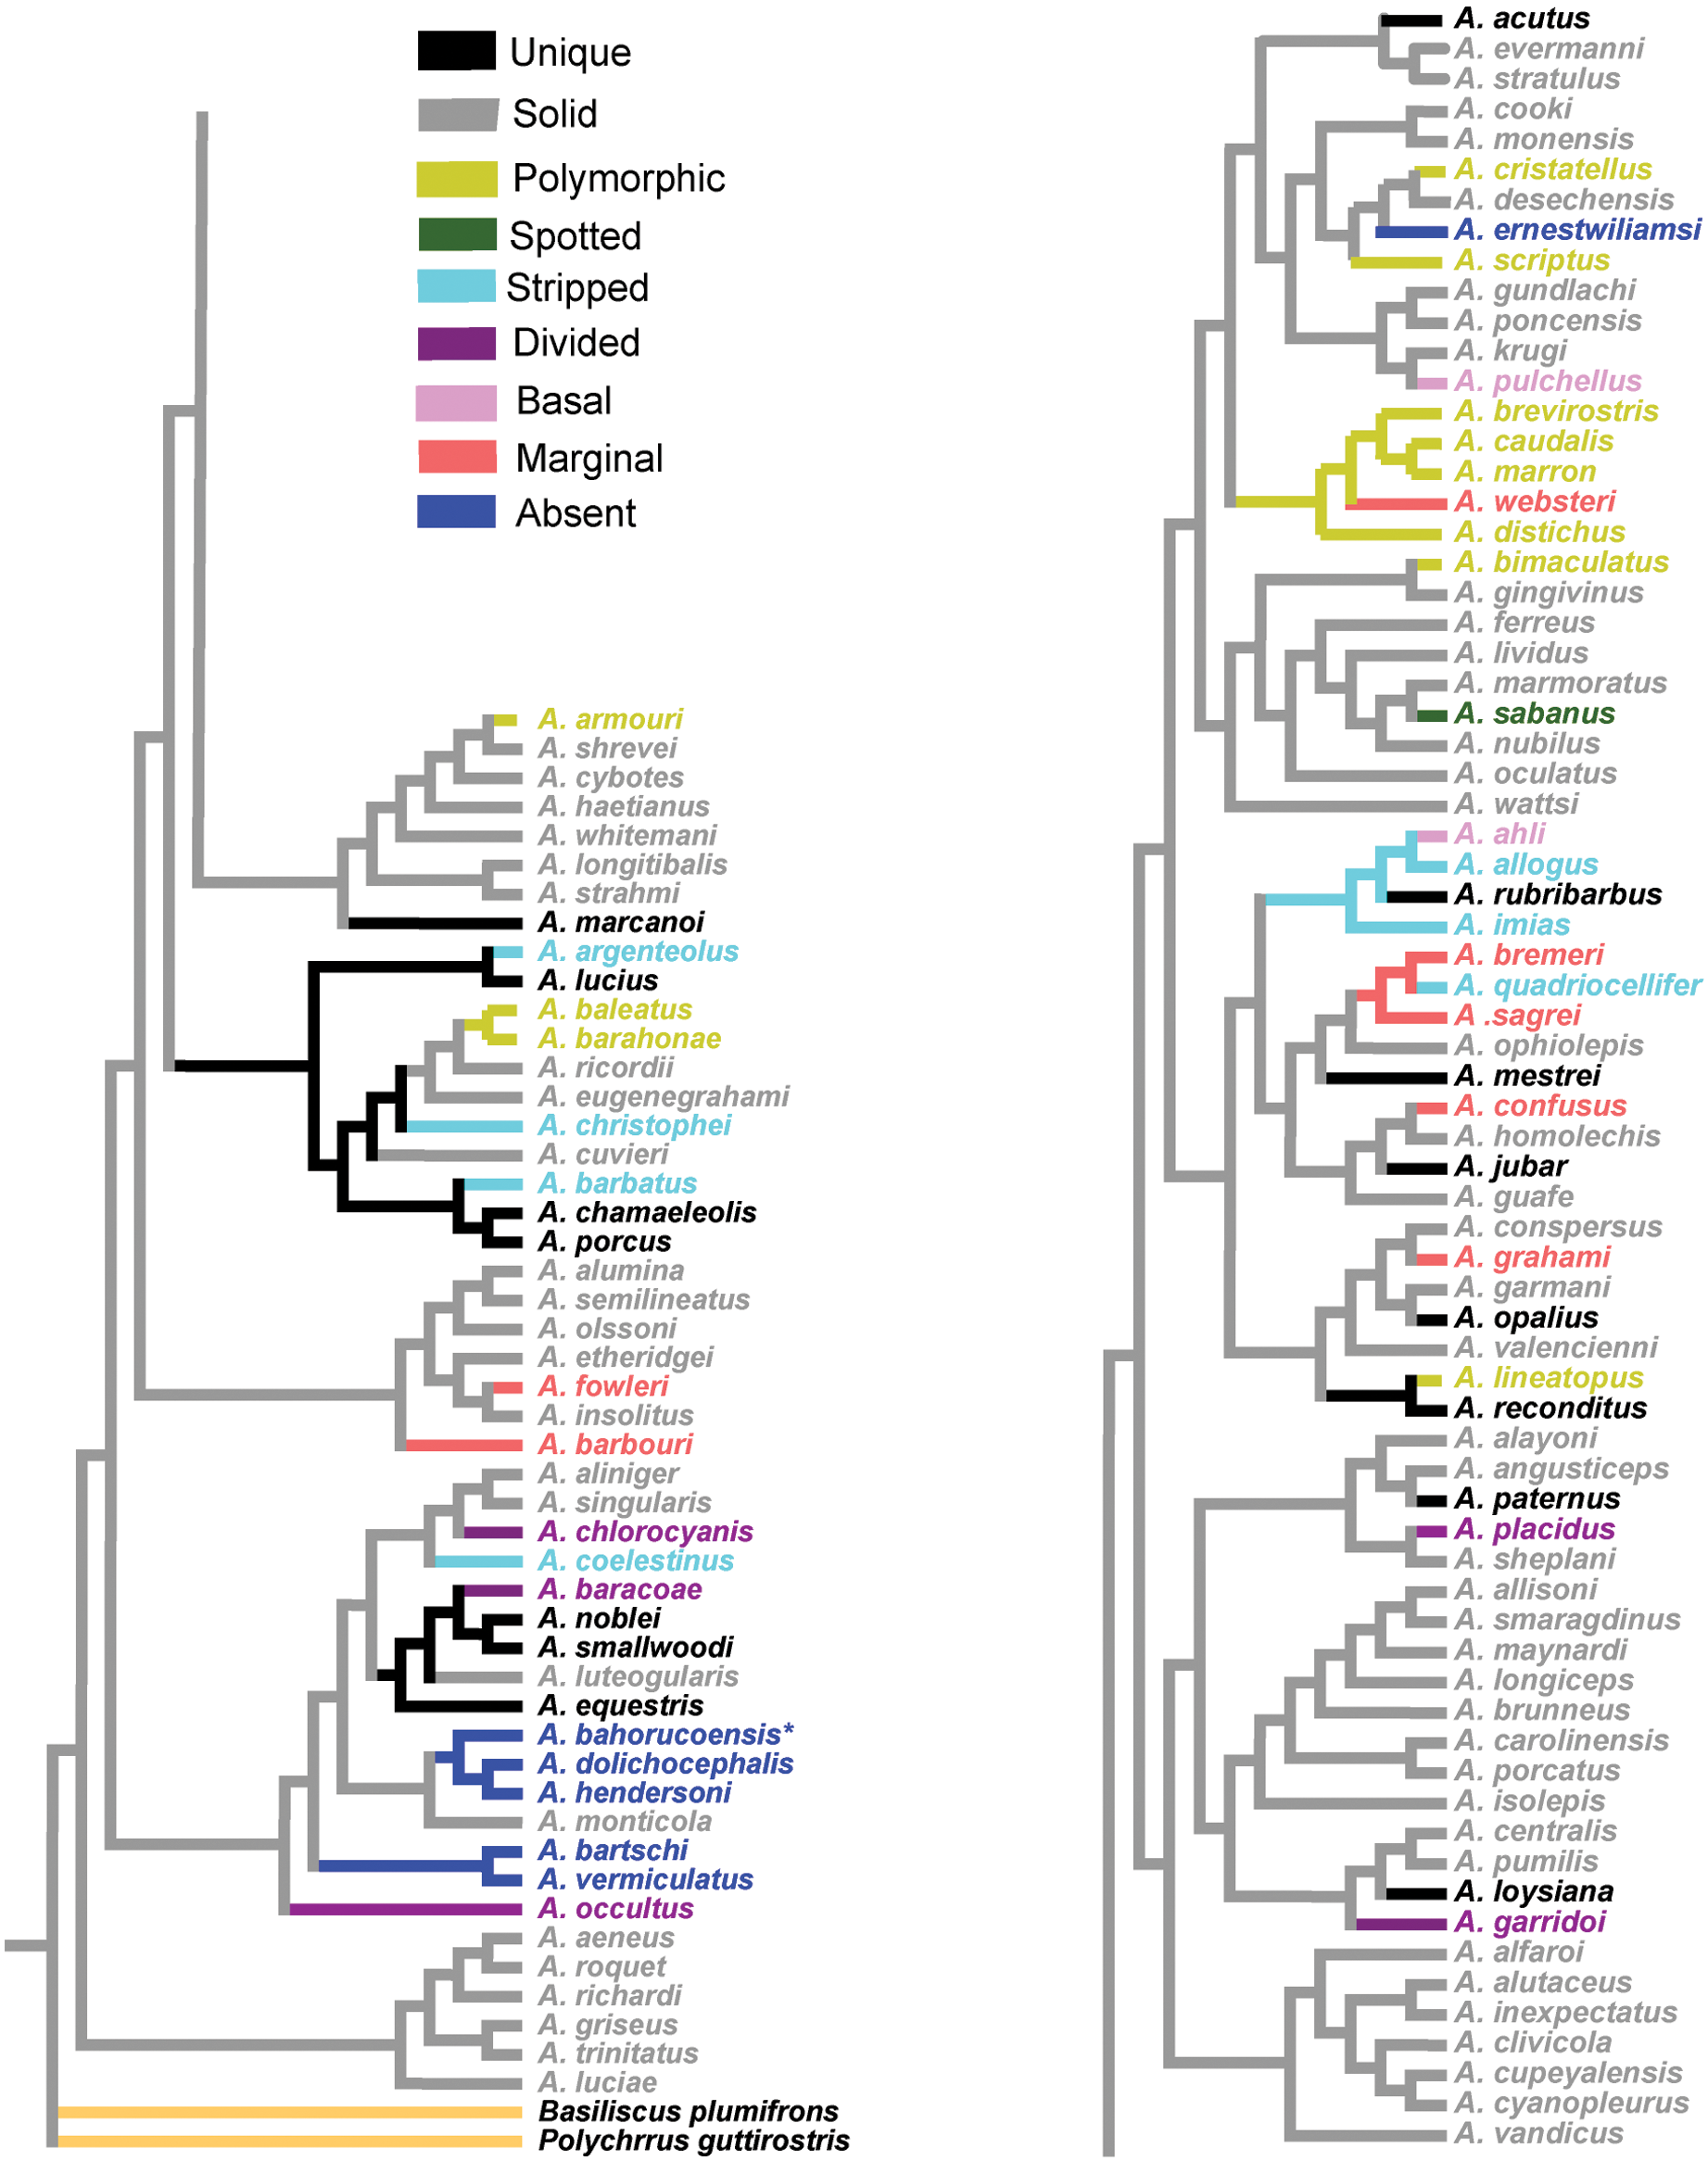 Unique
Solid
Polymorphic
Spotted
Stripped
Divided
Basal
Marginal
Absent
A. armouri
A. shrevei
A. cybotes
A. haetianus
A. whitemani
A. longitibalis
A. strahmi
A. marcanoi
A. argenteolus
A. lucius
A. baleatus
A. barahonae
A. ricordii
A. eugenegrahami
A. christophei
A. cuvieri
A. barbatus
A. chamaeleolis
A. porcus
A. alumina
A. semilineatus
A. olssoni
A. etheridgei
A. fowleri
A. insolitus
A. barbouri
A. aliniger
A. singularis
A. chlorocyanis
A. coelestinus
A. baracoae
A. noblei
A. smallwoodi
A. luteogularis
A. equestris
A. bahorucoensis*
A. dolichocephalis
A. hendersoni
A. monticola
A. bartschi
A. vermiculatus
A. occultus
A. aeneus
A. roquet
A. richardi
A. griseus
A. trinitatus
A. luciae
Basiliscus plumifrons
Polychrrus guttirostris
A. acutus
A. evermanni
A. stratulus
A. cooki
A. monensis
A. cristatellus
A. desechensis
A. ernestwiliamsi
A. scriptus
A. gundlachi
A. poncensis
A. krugi
A. pulchellus
A. brevirostris
A. caudalis
A. marron
A. websteri
A. distichus
A. bimaculatus
A. gingivinus
A. ferreus
A. lividus
A. marmoratus
A. sabanus
A. nubilus
A. oculatus
A. wattsi
A. ahli
A. allogus
A. rubribarbus
A. imias
A. bremeri
A. quadriocellifer
A .sagrei
A. ophiolepis
A. mestrei
A. confusus
A. homolechis
A. jubar
A. guafe
A. conspersus
A. grahami
A. garmani
A. opalius
A. valencienni
A. lineatopus
A. reconditus
A. alayoni
A. angusticeps
A. paternus
A. placidus
A. sheplani
A. allisoni
A. smaragdinus
A. maynardi
A. longiceps
A. brunneus
A. carolinensis
A. porcatus
A. isolepis
A. centralis
A. pumilis
A. loysiana
A. garridoi
A. alfaroi
A. alutaceus
A. inexpectatus
A. clivicola
A. cupeyalensis
A. cyanopleurus
A. vandicus